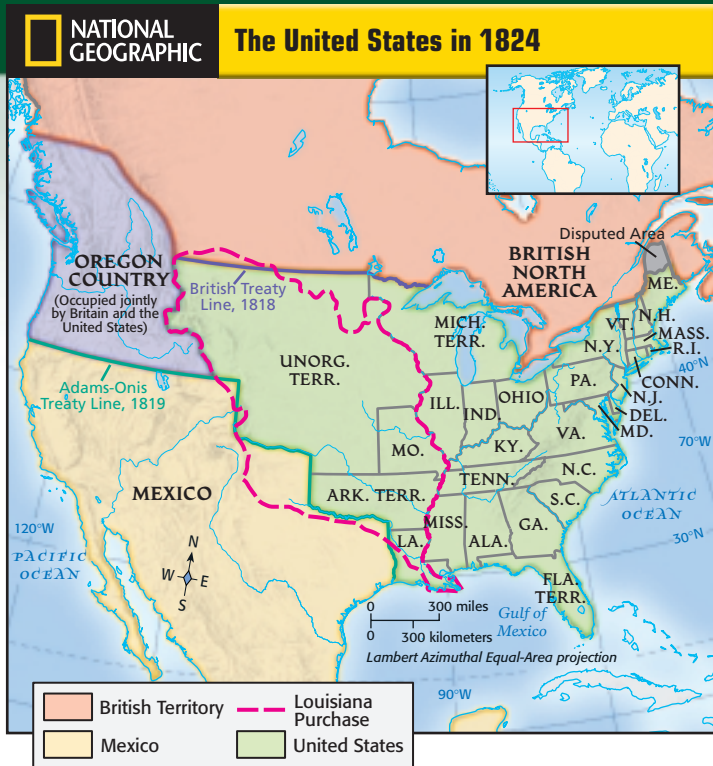 NATIONAL
GEOGRAPHIC
The United States in 1824
Disputed Area
BRITISH
NORTH
AMERICA
ME.
OREGON
COUNTRY
(Occupied jointly
by Britain and the
United States)
British Treaty
Line, 1818
MICH.
TERR.
VT.
N.H.
MASS.
N.Y.
R.I.
40°N
UNORG.
TERR.
Adams-Onis
Treaty Line, 1819
PA.
CONN.
N.J.
DEL.
MD.
ILL.
IND.
OHIO
70°W
MO.
KY.
VA.
MEXICO
ARK. TERR.
TENN.
N.C.
S.C.
ATLANTIC
OCEAN
120°W
PACIFIC
OCEAN
N
W
E
S
LA.
MISS.
ALA.
GA.
30°N
FLA.
TERR.
0
300 miles
0
300 kilometers
Gulf of
Mexico
Lambert Azimuthal Equal-Area projection
90°W
British Territory
Louisiana
Purchase
Mexico
United States